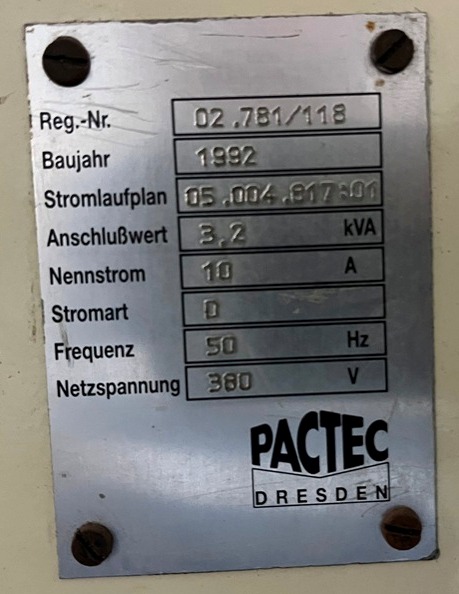 Reg.-Nr. 02.781/118
Baujahr 1992
Stromlaufplan 05.004.817:01
Anschlußwert 3,2 kVA
Nennstrom 10 A
Stromart D
Frequenz 50 Hz
Netzspannung 380 V
PACTEC
DRESDEN